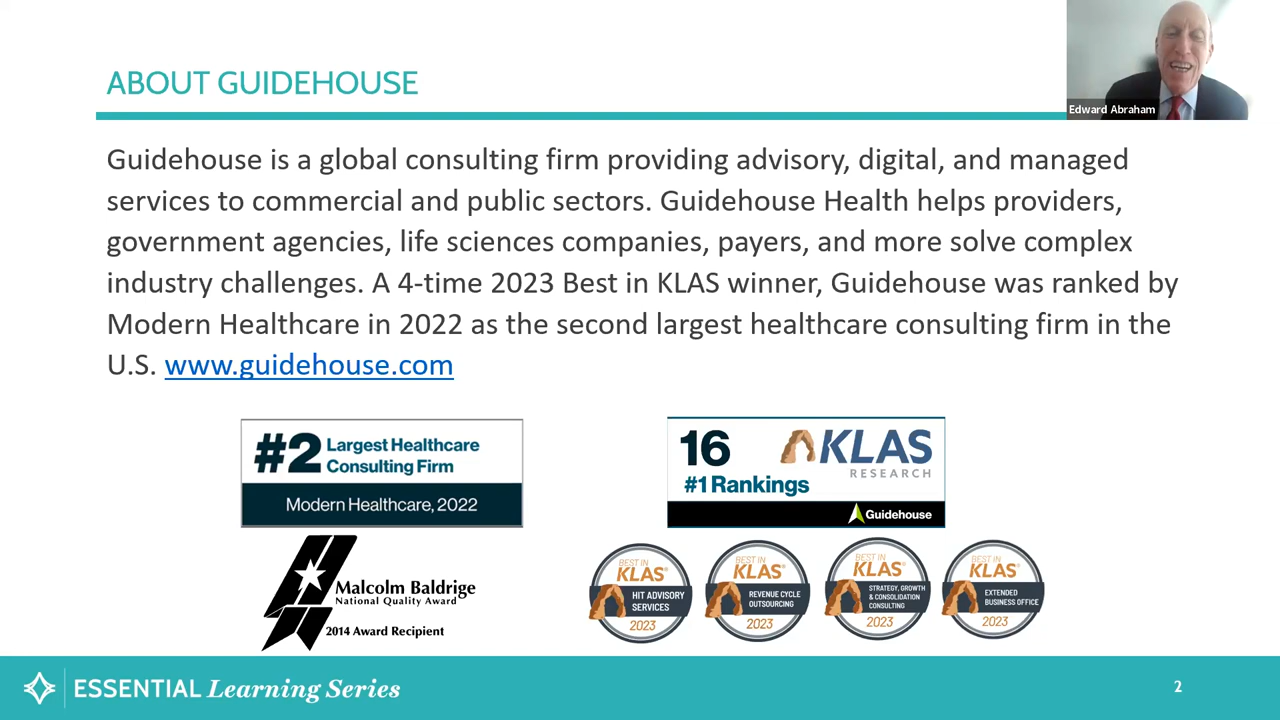 ABOUT GUIDEHOUSE
Edward Abraham
Guidehouse is a global consulting firm providing advisory, digital, and managed
services to commercial and public sectors. Guidehouse Health helps providers,
government agencies, life sciences companies, payers, and more solve complex
industry challenges. A 4-time 2023 Best in KLAS winner, Guidehouse was ranked by
Modern Healthcare in 2022 as the second largest healthcare consulting firm in the
U.S. www.guidehouse.com
#2 Largest Healthcare
Consulting Firm
Modern Healthcare, 2022
16
KLAS
RESEARCH
#1 Rankings
Guidehouse
Malcolm Baldrige
National Quality Award
2014 Award Recipient
BEST IN
KLAS®
HIT ADVISORY
SERVICES
2023
BEST IN
KLAS®
REVENUE CYCLE
OUTSOURCING
2023
BEST IN
KLAS®
STRATEGY, GROWTH
& CONSOLIDATION
CONSULTING
2023
BEST IN
KLAS®
EXTENDED
BUSINESS OFFICE
2023
ESSENTIAL Learning Series
2